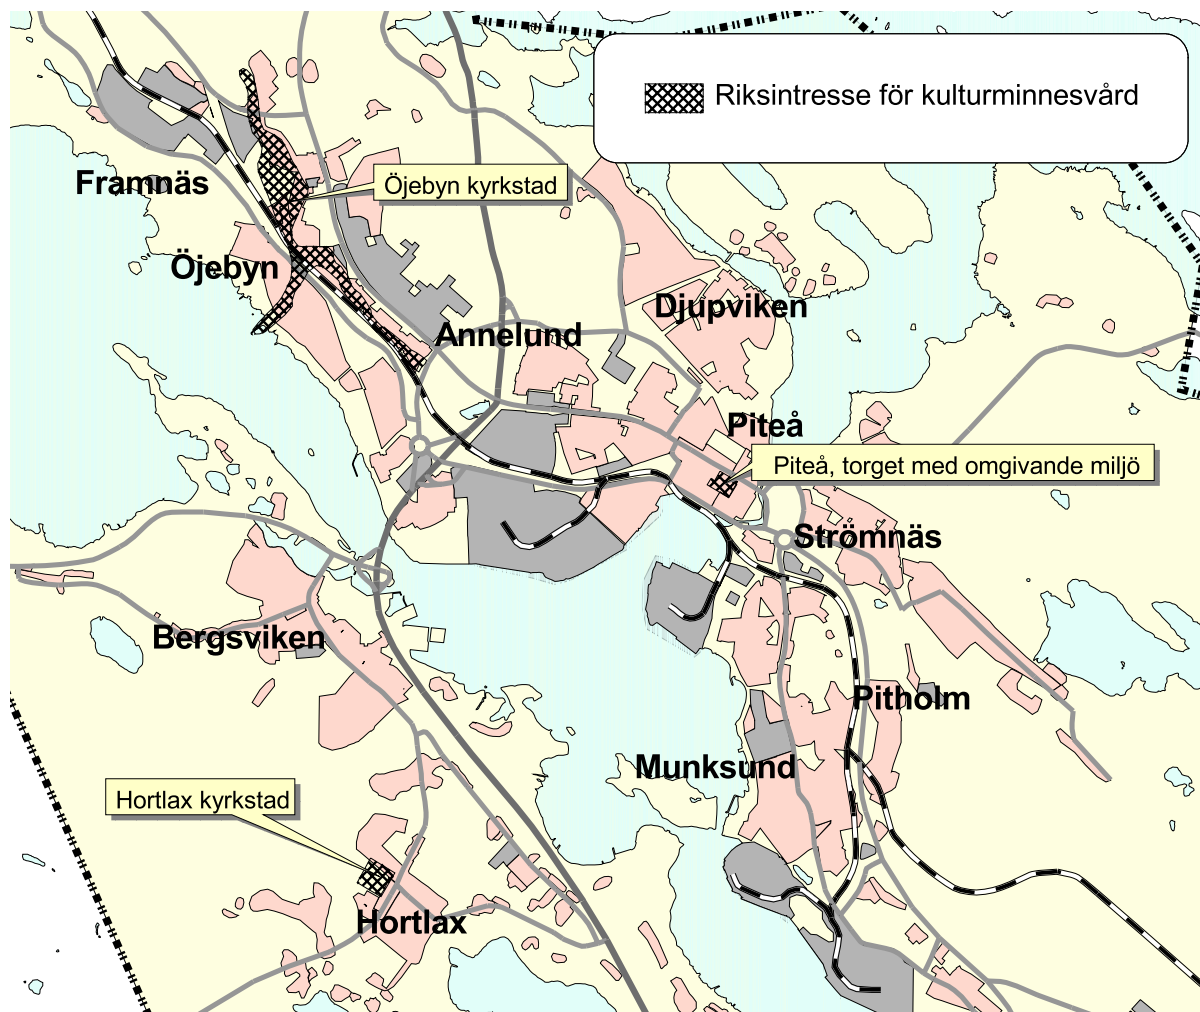 Riksintresse för kulturminnesvård
Framnäs
Öjebyn kyrkstad
Öjebyn
Djupviken
Annelund
Piteå
Piteå, torget med omgivande miljö
Strömnäs
Bergsviken
Pitholm
Munksund
Hortlax kyrkstad
Hortlax